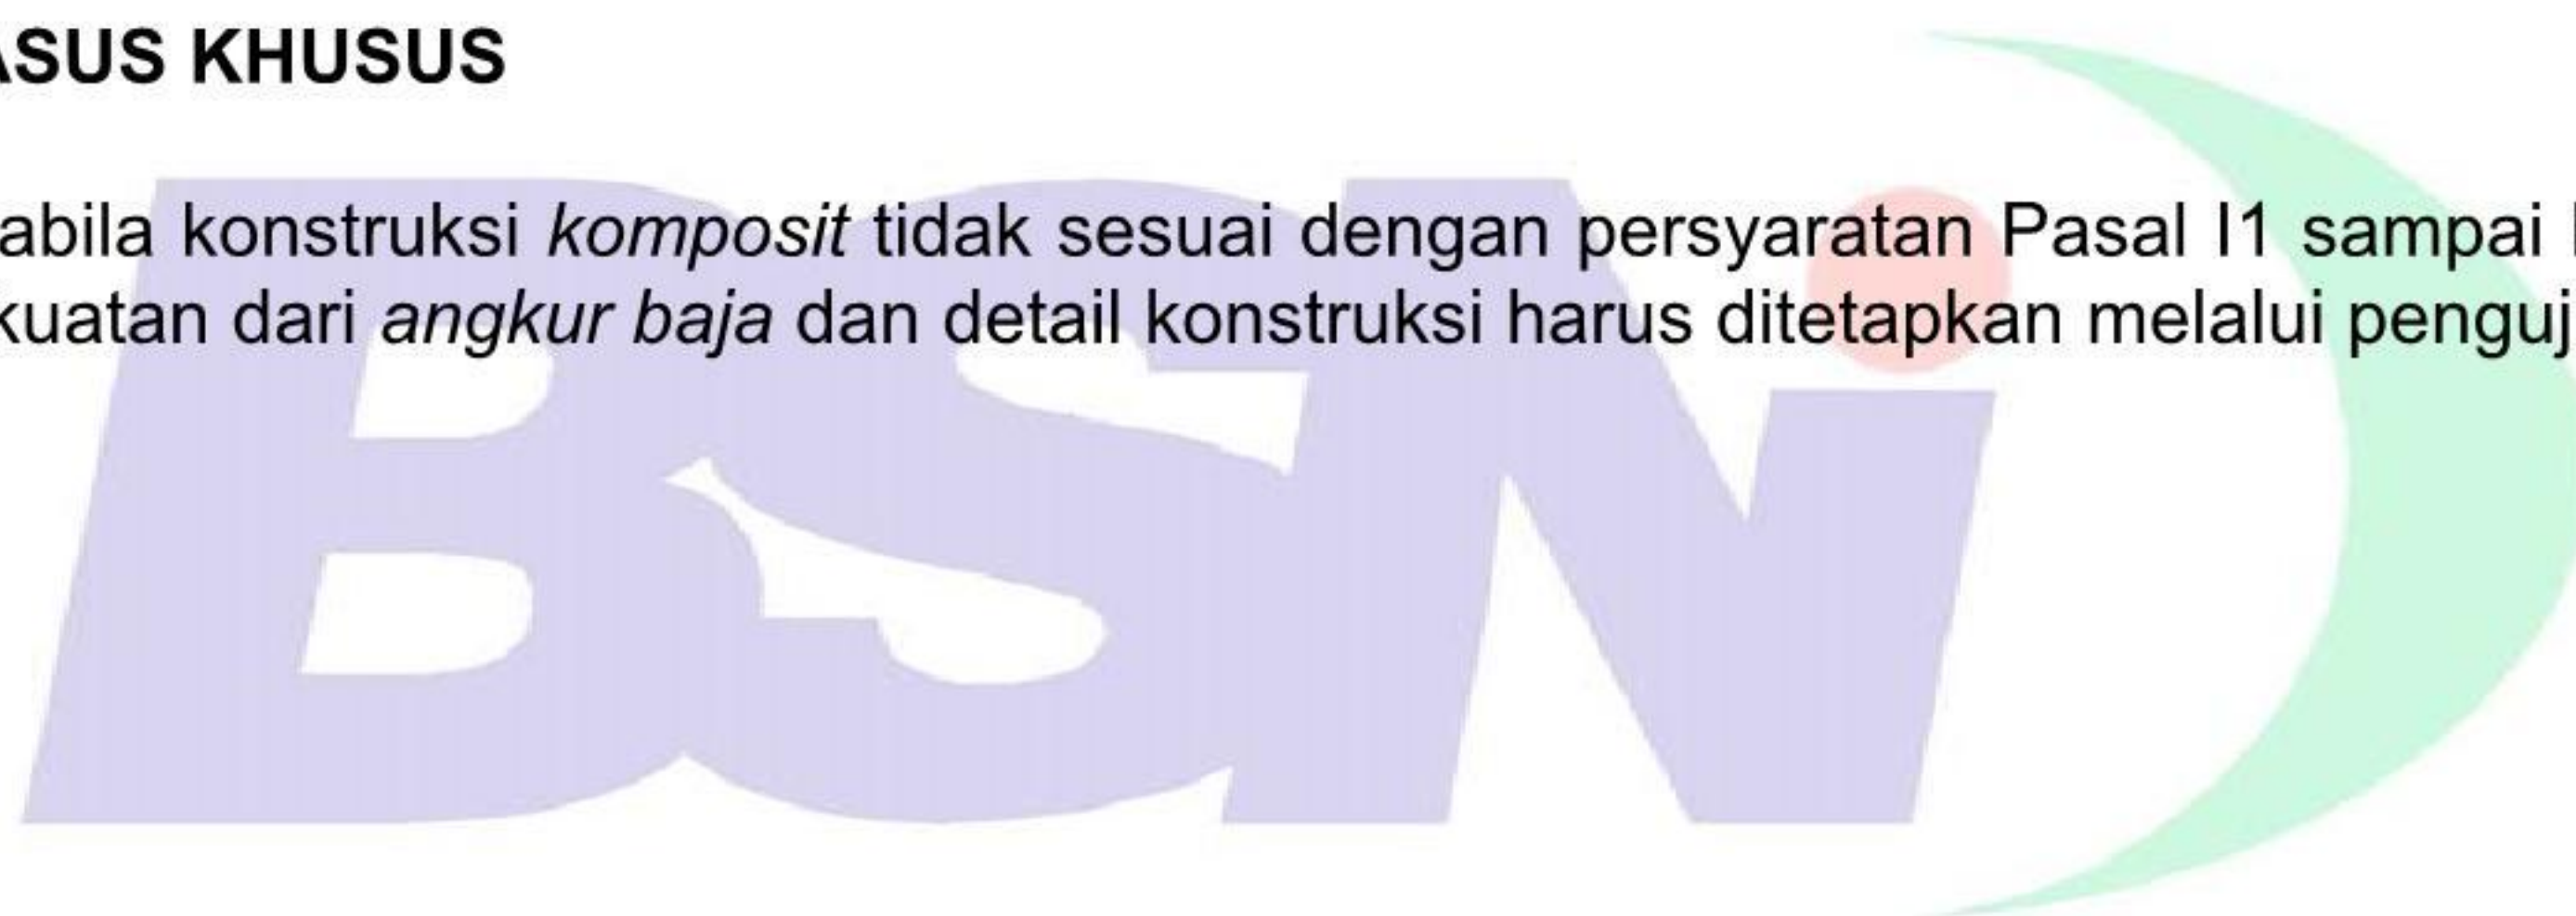 ASUS KHUSUS
abila konstruksi komposit tidak sesuai dengan persyaratan Pasal I1 sampai
kuatan dari angkur baja dan detail konstruksi harus ditetapkan melalui penguj
BSN